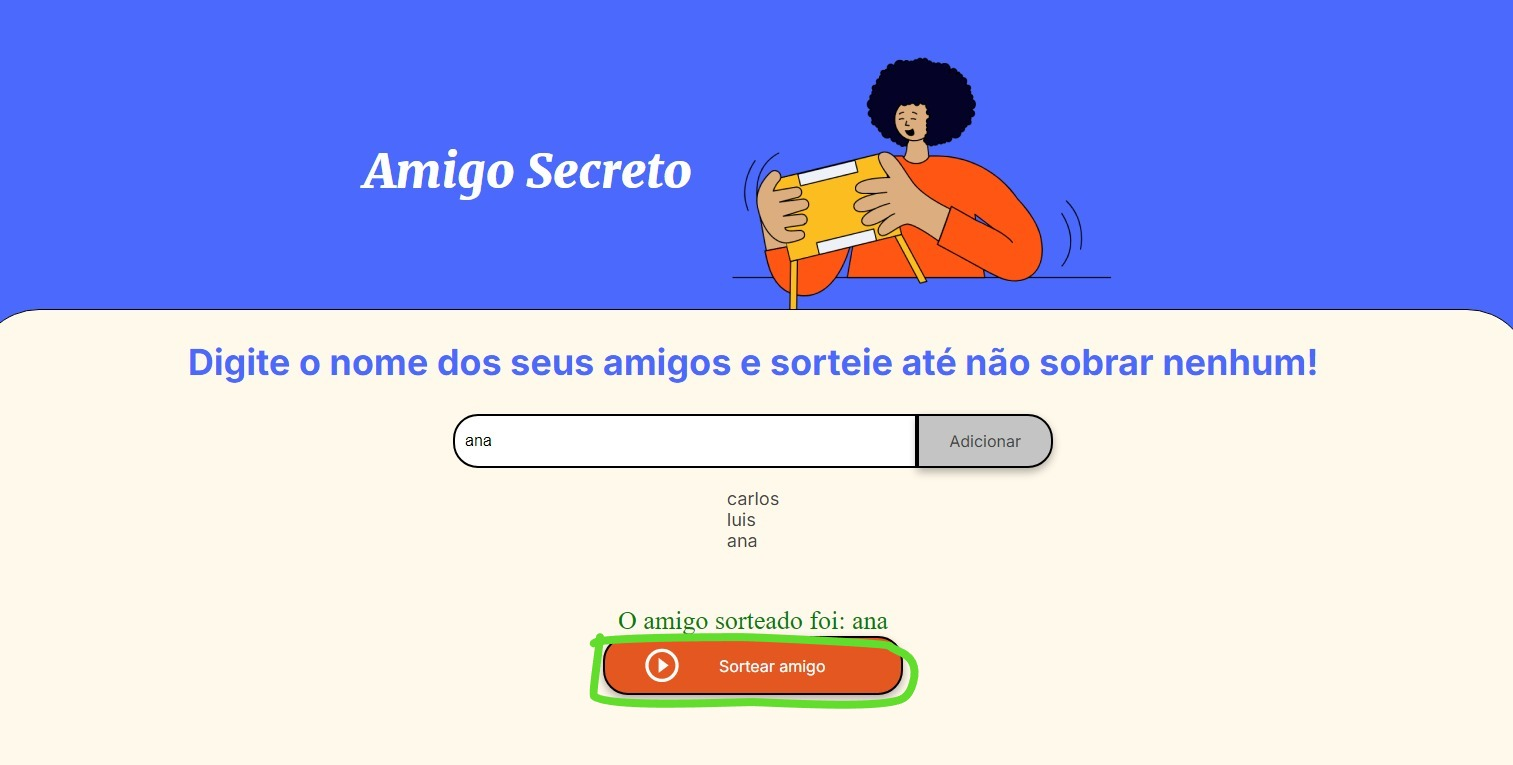 Amigo Secreto
Digite o nome dos seus amigos e sorteie até não sobrar nenhum!
ana
Adicionar
carlos
luis
ana
O amigo sorteado foi: ana
Sortear amigo